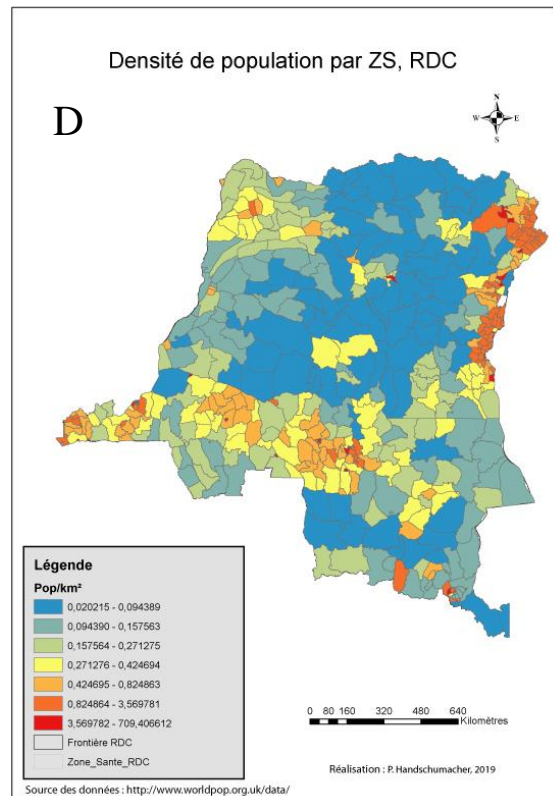 Densité de population par ZS, RDC
D
N
W E
S
Légende
Pop/km²
0,020215 - 0,094389
0,094390 - 0,157563
0,157564 - 0,271275
0,271276 - 0,424694
0,424695 - 0,824863
0,824864 - 3,569781
3,569782 - 709,406612
Frontière RDC
Zone_Sante_RDC
0 80 160 320 480 640
Kilomètres
Réalisation : P. Handschumacher, 2019
Source des données : http://www.worldpop.org.uk/data/